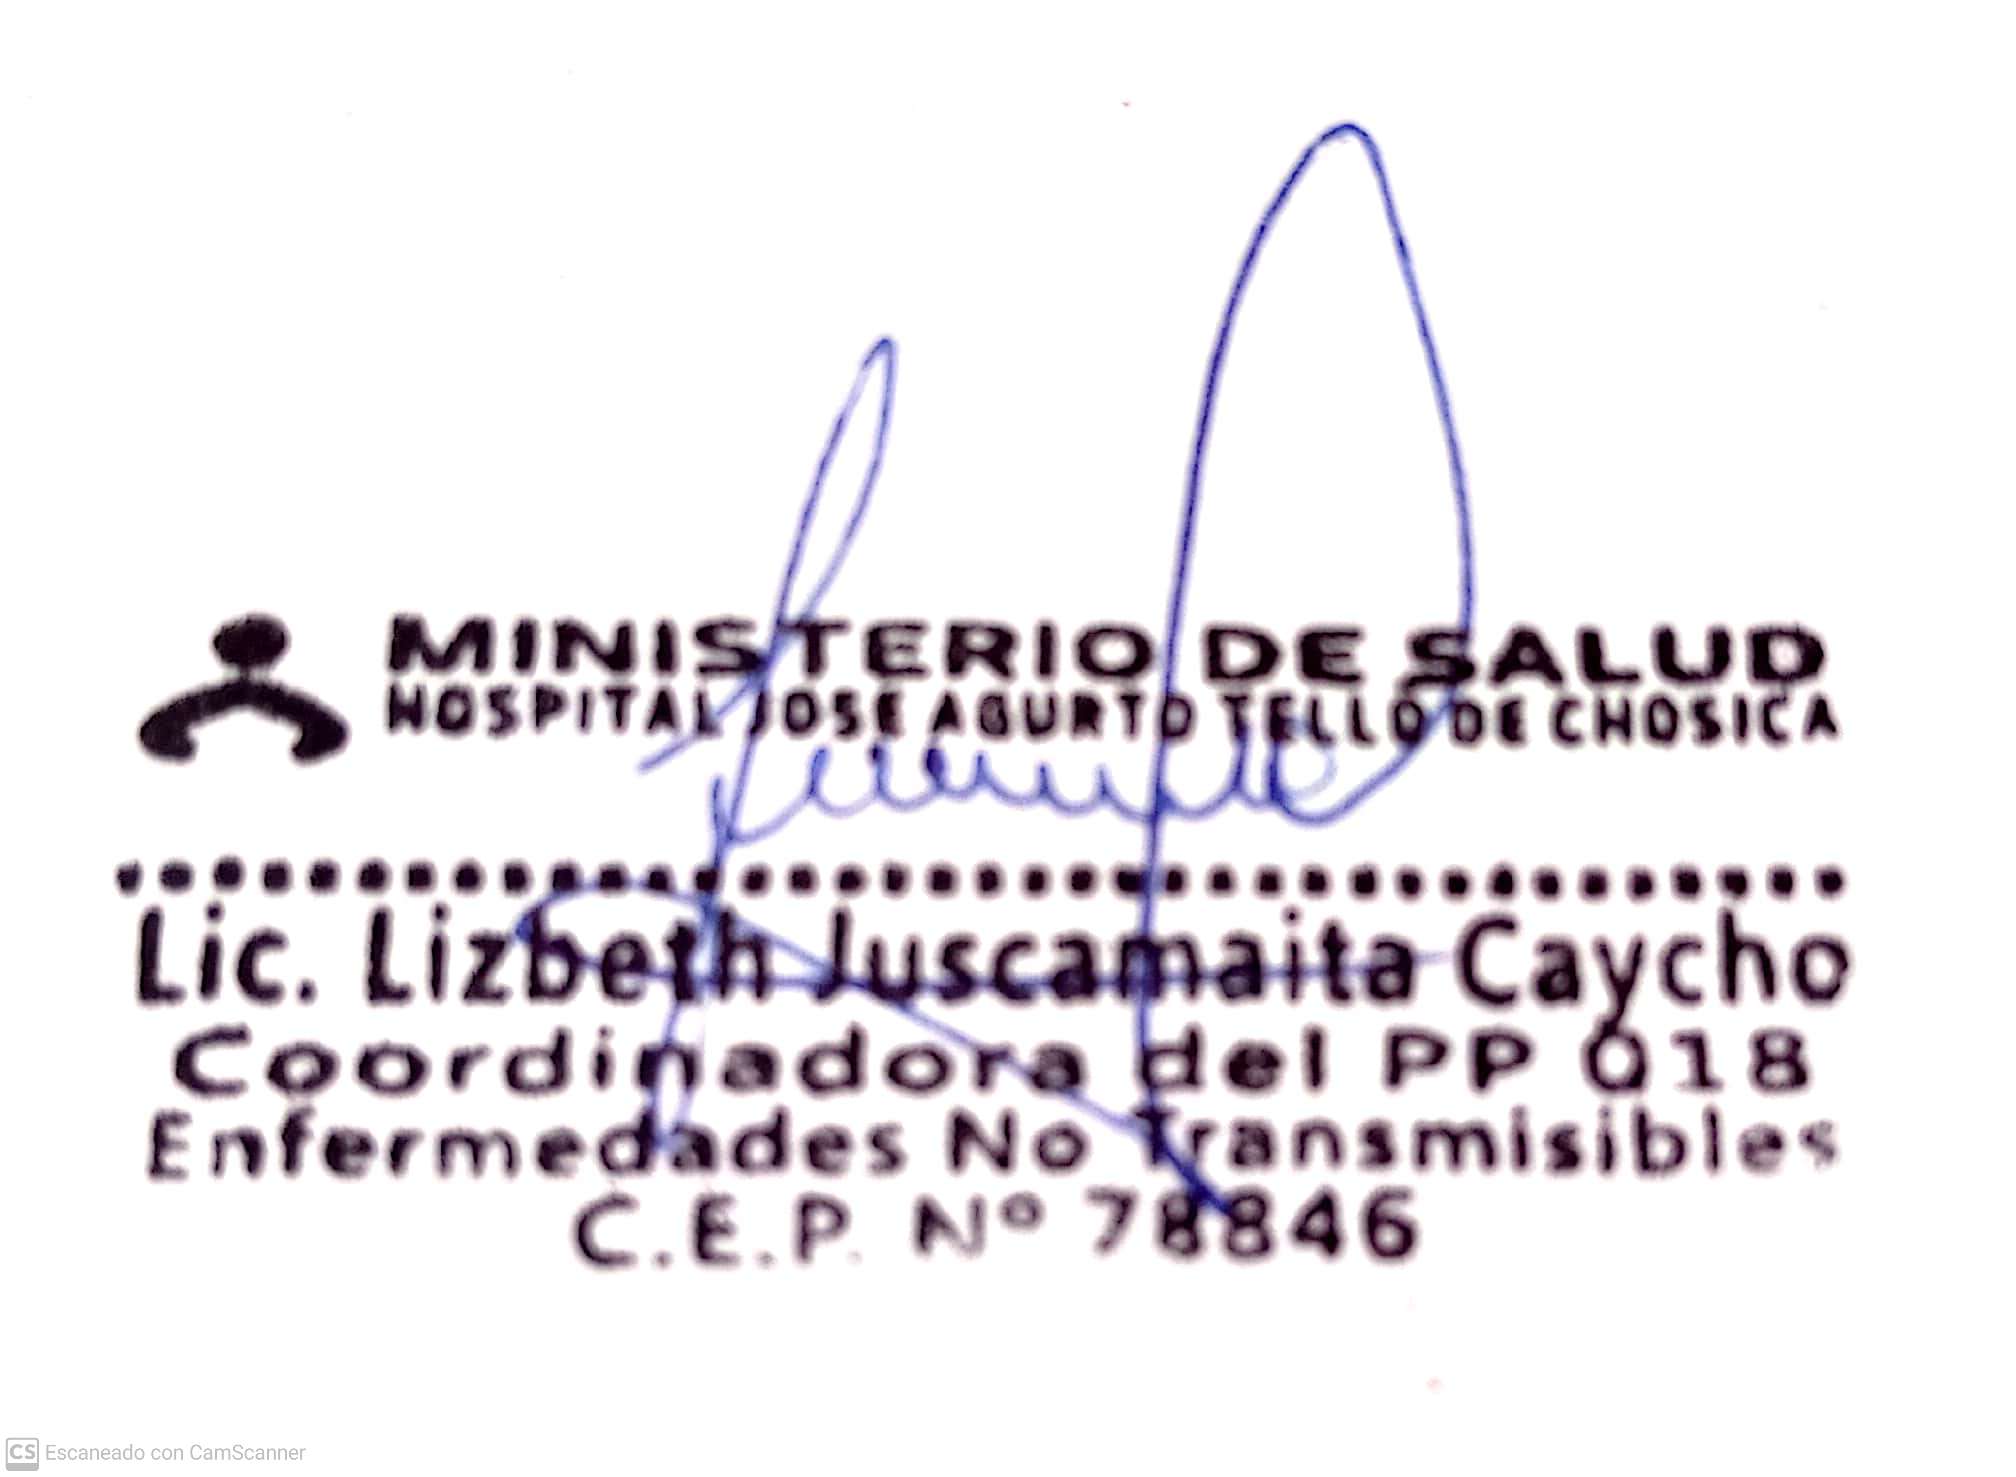 MINISTERIO DE SALUD
HOSPITAL JOSE AGURTO TELLO DE CHOSICA
Lic. Lizbeth Juscamaita Caycho
Coordinadora del PP 018
Enfermedades No Transmisibles
C.E.P. Nº 78846
CS Escaneado con CamScanner